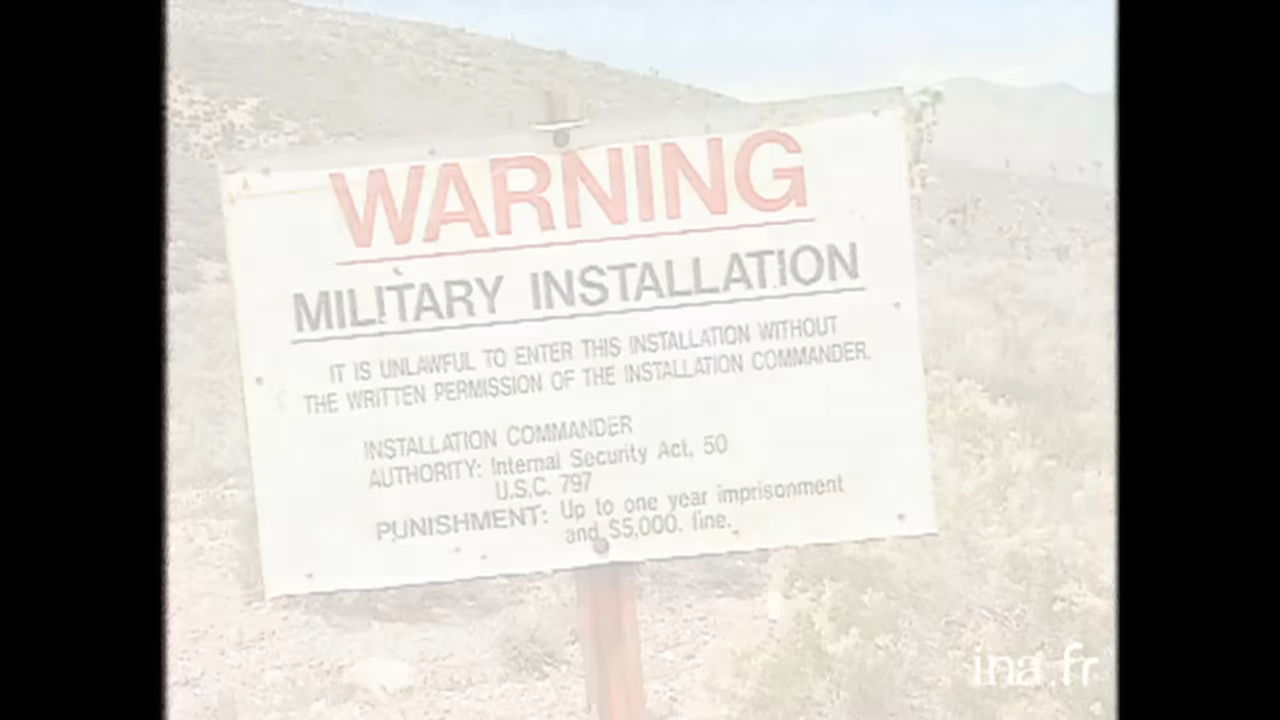 WARNING
MILITARY INSTALLATION
IT IS UNLAWFUL TO ENTER THIS INSTALLATION WITHOUT
THE WRITTEN PERMISSION OF THE INSTALLATION COMMANDER.
INSTALLATION COMMANDER
AUTHORITY: Internal Security Act, 50
U.S.C. 797
PUNISHMENT: Up to one year imprisonment
and $5,000. fine.
ina.fr